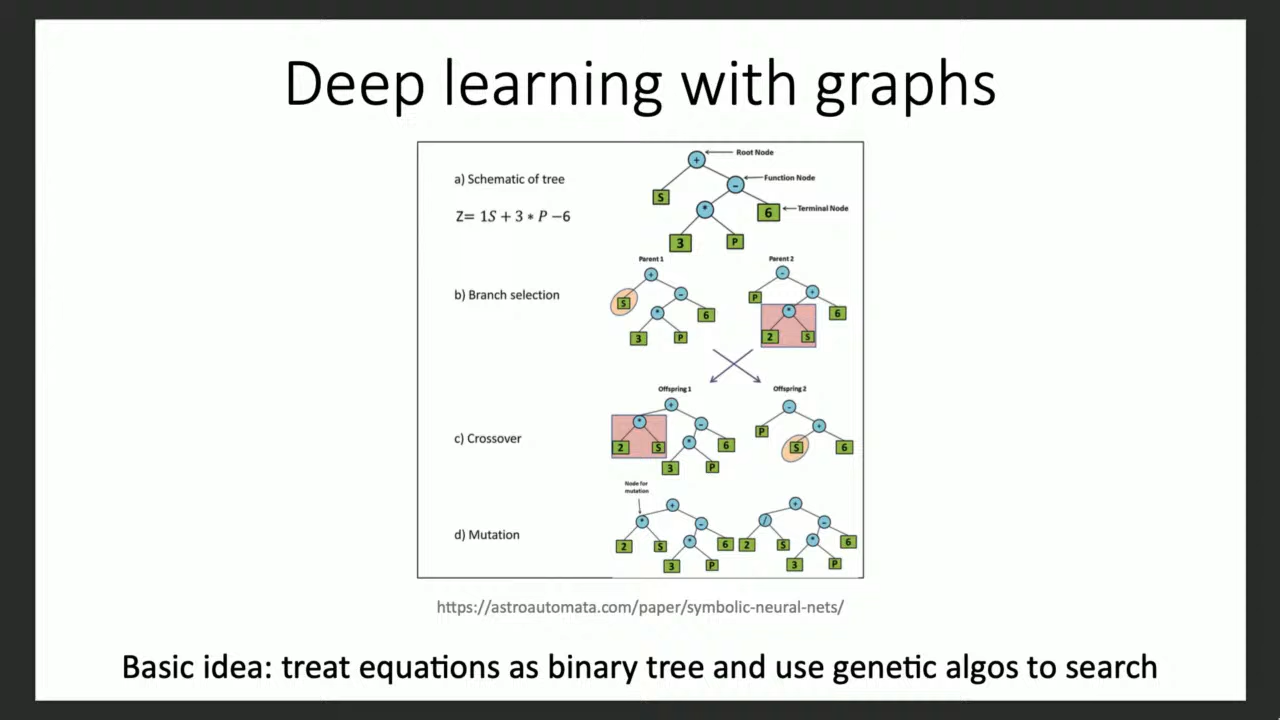 Deep learning with graphs
a) Schematic of tree
Z= 1S + 3 * P −6
+
Root Node
-
Function Node
S
*
6
Terminal Node
3
P
b) Branch selection
Parent 1
+
S
-
*
6
3
P
Parent 2
-
P
+
*
6
2
S
c) Crossover
Offspring 1
+
*
-
2
S
*
6
3
P
Offspring 2
-
P
+
S
6
d) Mutation
Node for
mutation
+
*
-
2
S
*
6
3
P
+
/
-
2
S
*
6
3
P
https://astroautomata.com/paper/symbolic-neural-nets/
Basic idea: treat equations as binary tree and use genetic algos to search